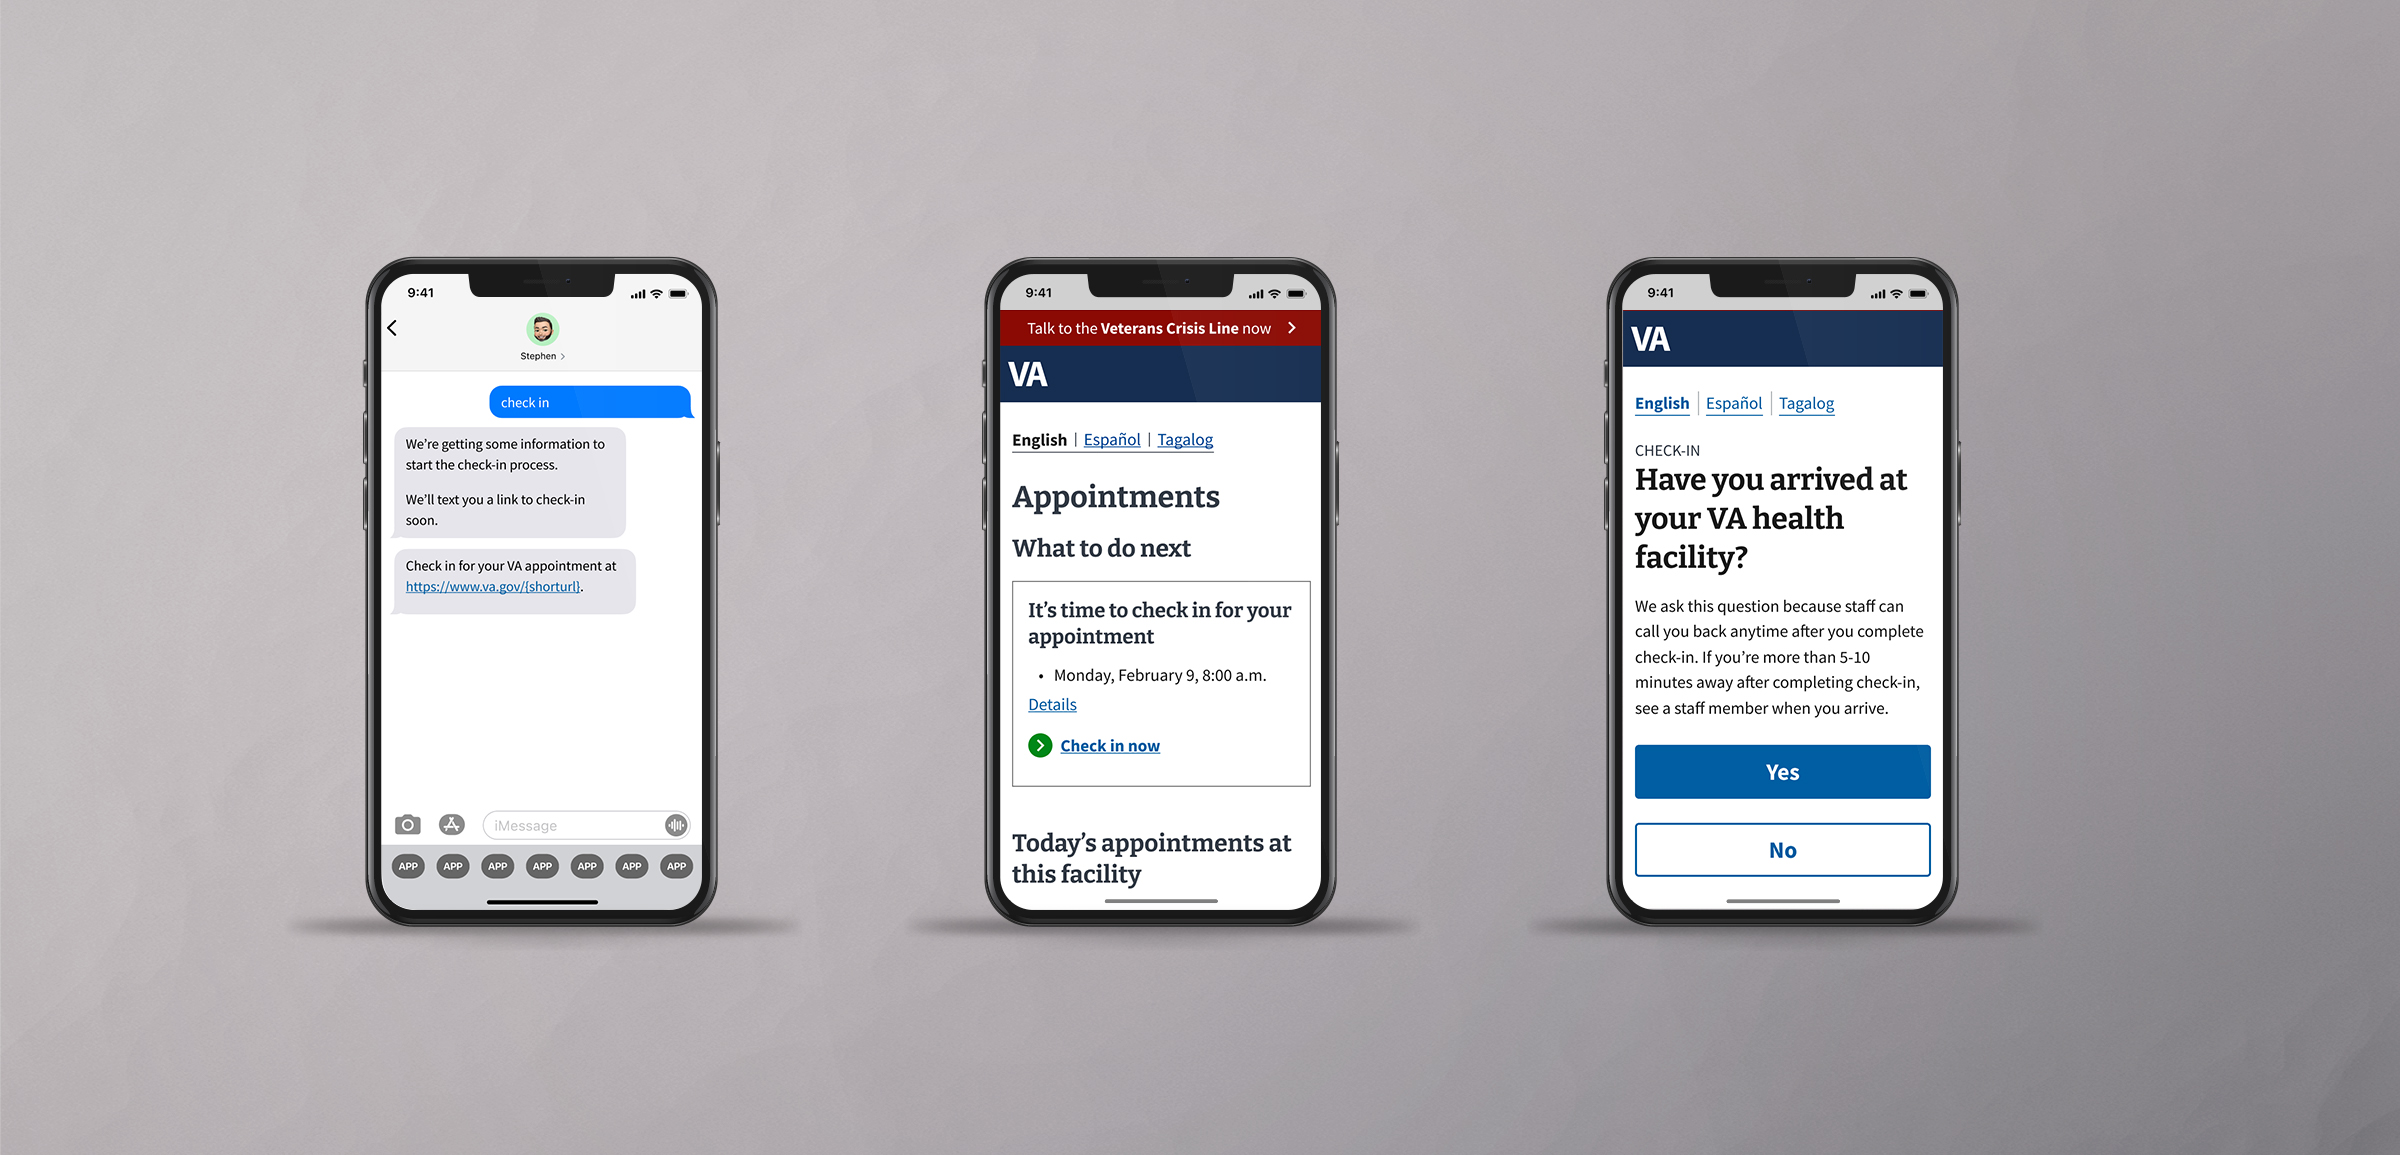 9:41
Stephen
check in
We’re getting some information to
start the check-in process.
We’ll text you a link to check-in
soon.
Check in for your VA appointment at
https://www.va.gov/{shorturl}.
iMessage
APP APP APP APP APP APP APP
9:41
Talk to the Veterans Crisis Line now
VA
English | Español | Tagalog
Appointments
What to do next
It’s time to check in for your
appointment
• Monday, February 9, 8:00 a.m.
Details
Check in now
Today’s appointments at
this facility
9:41
VA
English | Español | Tagalog
CHECK-IN
Have you arrived at
your VA health
facility?
We ask this question because staff can
call you back anytime after you complete
check-in. If you’re more than 5-10
minutes away after completing check-in,
see a staff member when you arrive.
Yes
No